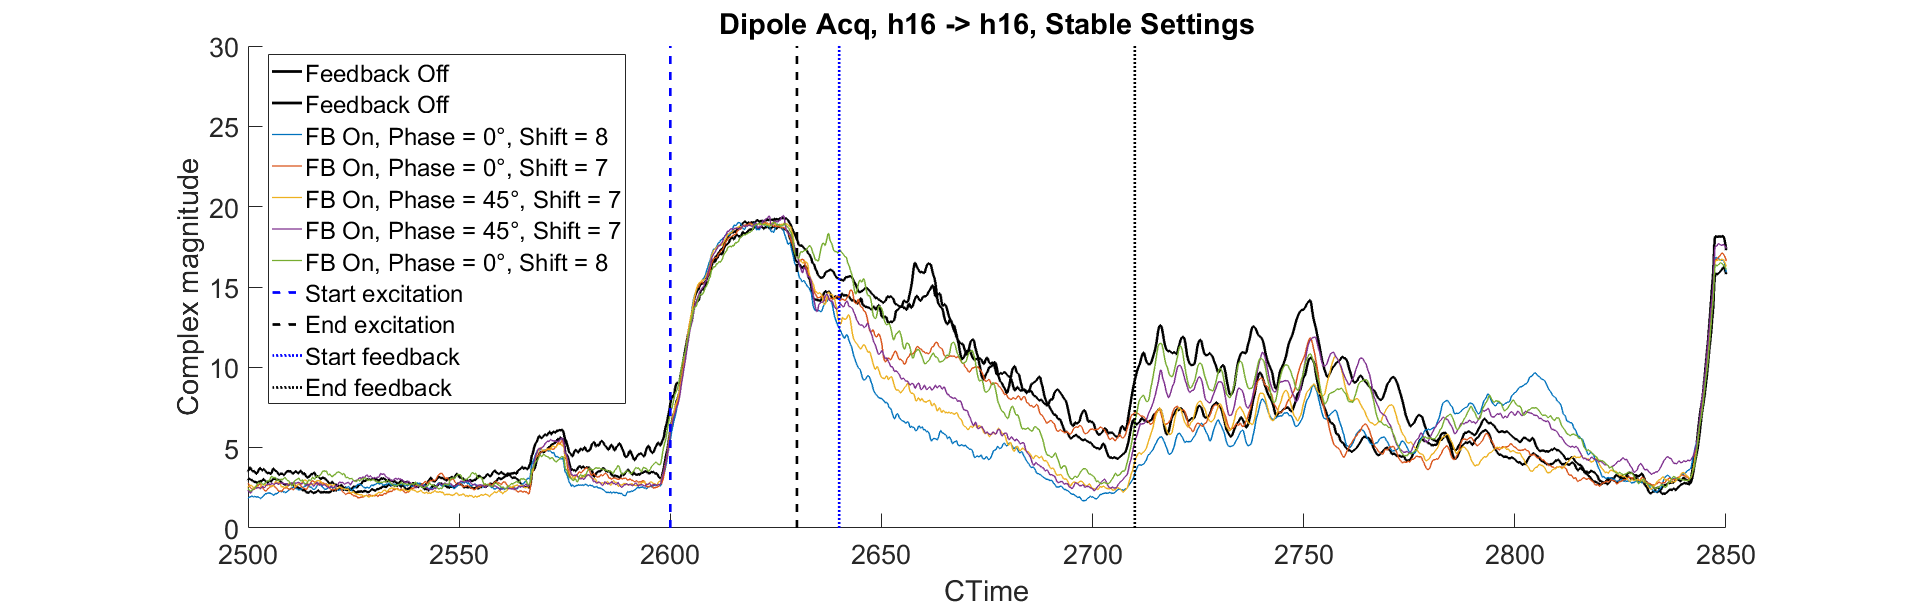 Dipole Acq, h16 -> h16, Stable Settings
Complex magnitude
30
25
20
15
10
5
0
Feedback Off
Feedback Off
FB On, Phase = 0°, Shift = 8
FB On, Phase = 0°, Shift = 7
FB On, Phase = 45°, Shift = 7
FB On, Phase = 45°, Shift = 7
FB On, Phase = 0°, Shift = 8
Start excitation
End excitation
Start feedback
End feedback
2500 2550 2600 2650 2700 2750 2800 2850
CTime